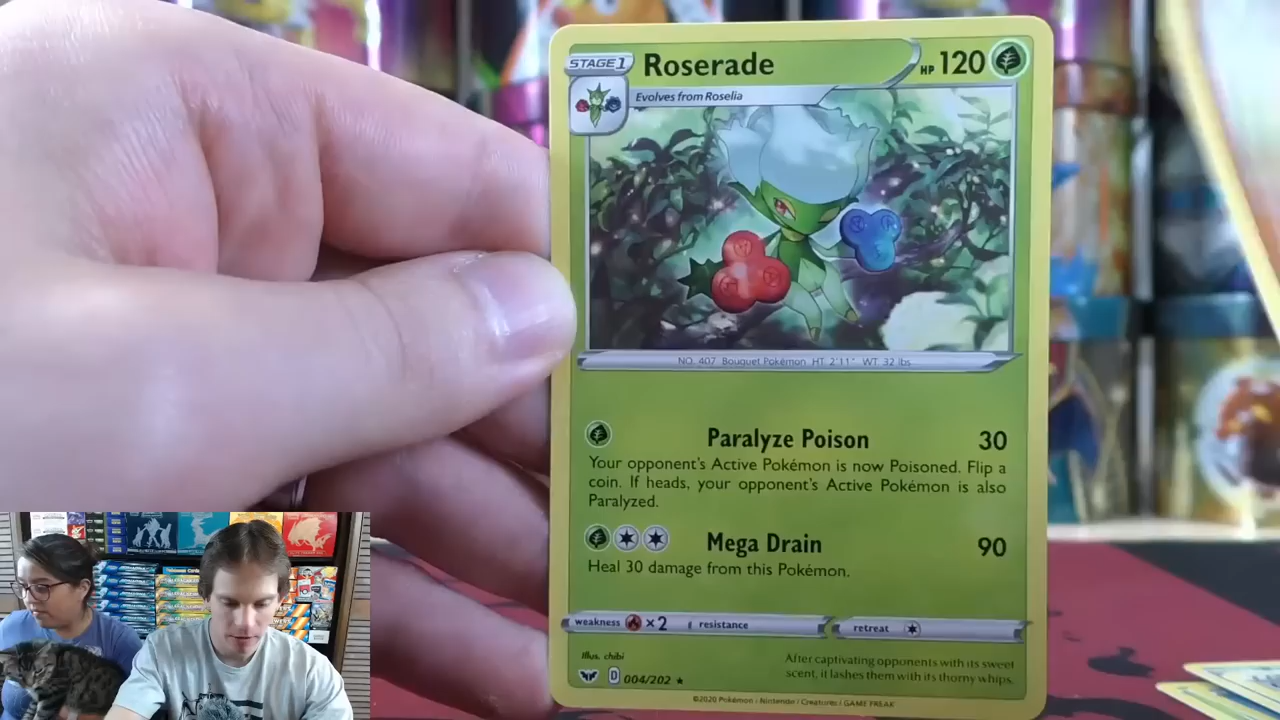 STAGE 1 Roserade HP 120
Evolves from Roselia
NO. 407 Bouquet Pokémon HT: 2'11" WT: 32 lbs
Paralyze Poison 30
Your opponent's Active Pokémon is now Poisoned. Flip a
coin. If heads, your opponent's Active Pokémon is also
Paralyzed.
Mega Drain 90
Heal 30 damage from this Pokémon.
weakness ×2 resistance retreat
Illus. chibi
D 004/202 ★
After captivating opponents with its sweet
scent, it lashes them with its thorny whips.
©2020 Pokémon / Nintendo / Creatures / GAME FREAK